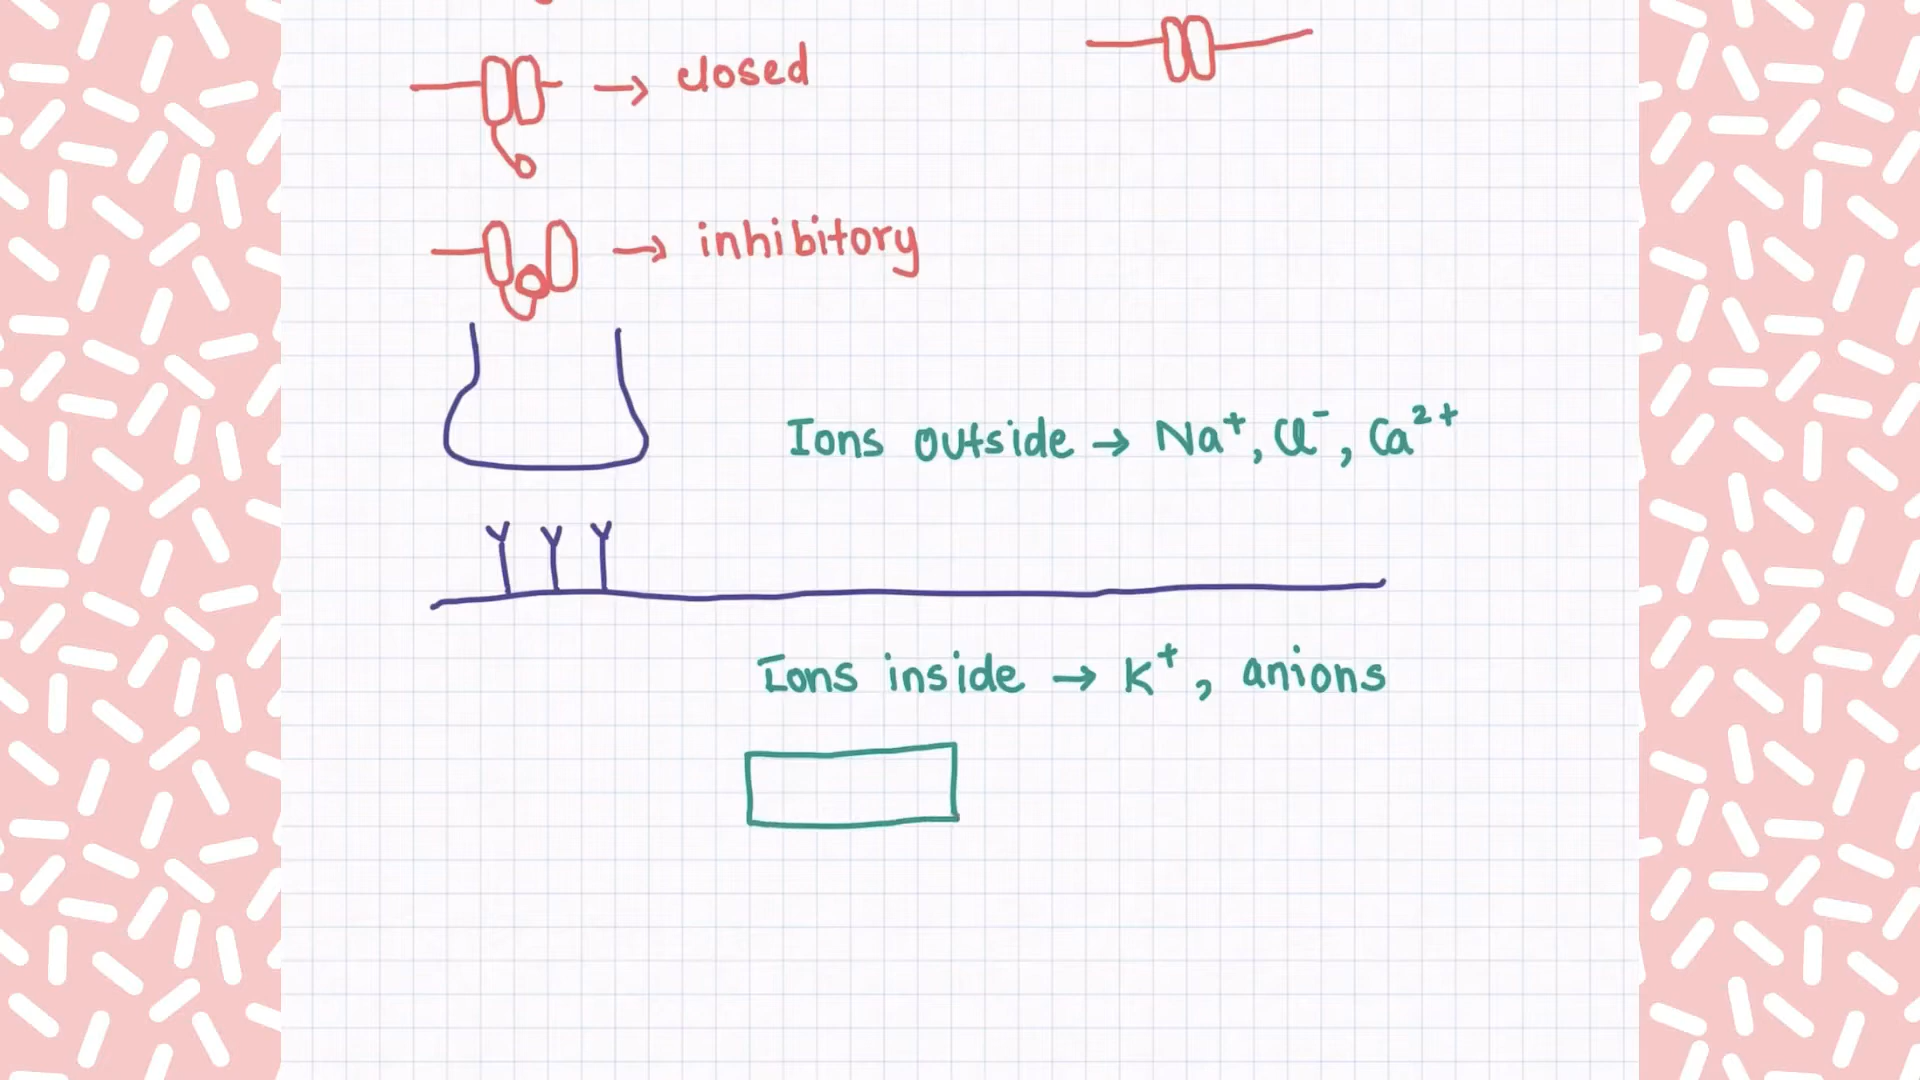 → closed
→ inhibitory
Ions outside → Na⁺, Cl⁻, Ca²⁺
Ions inside → K⁺, anions